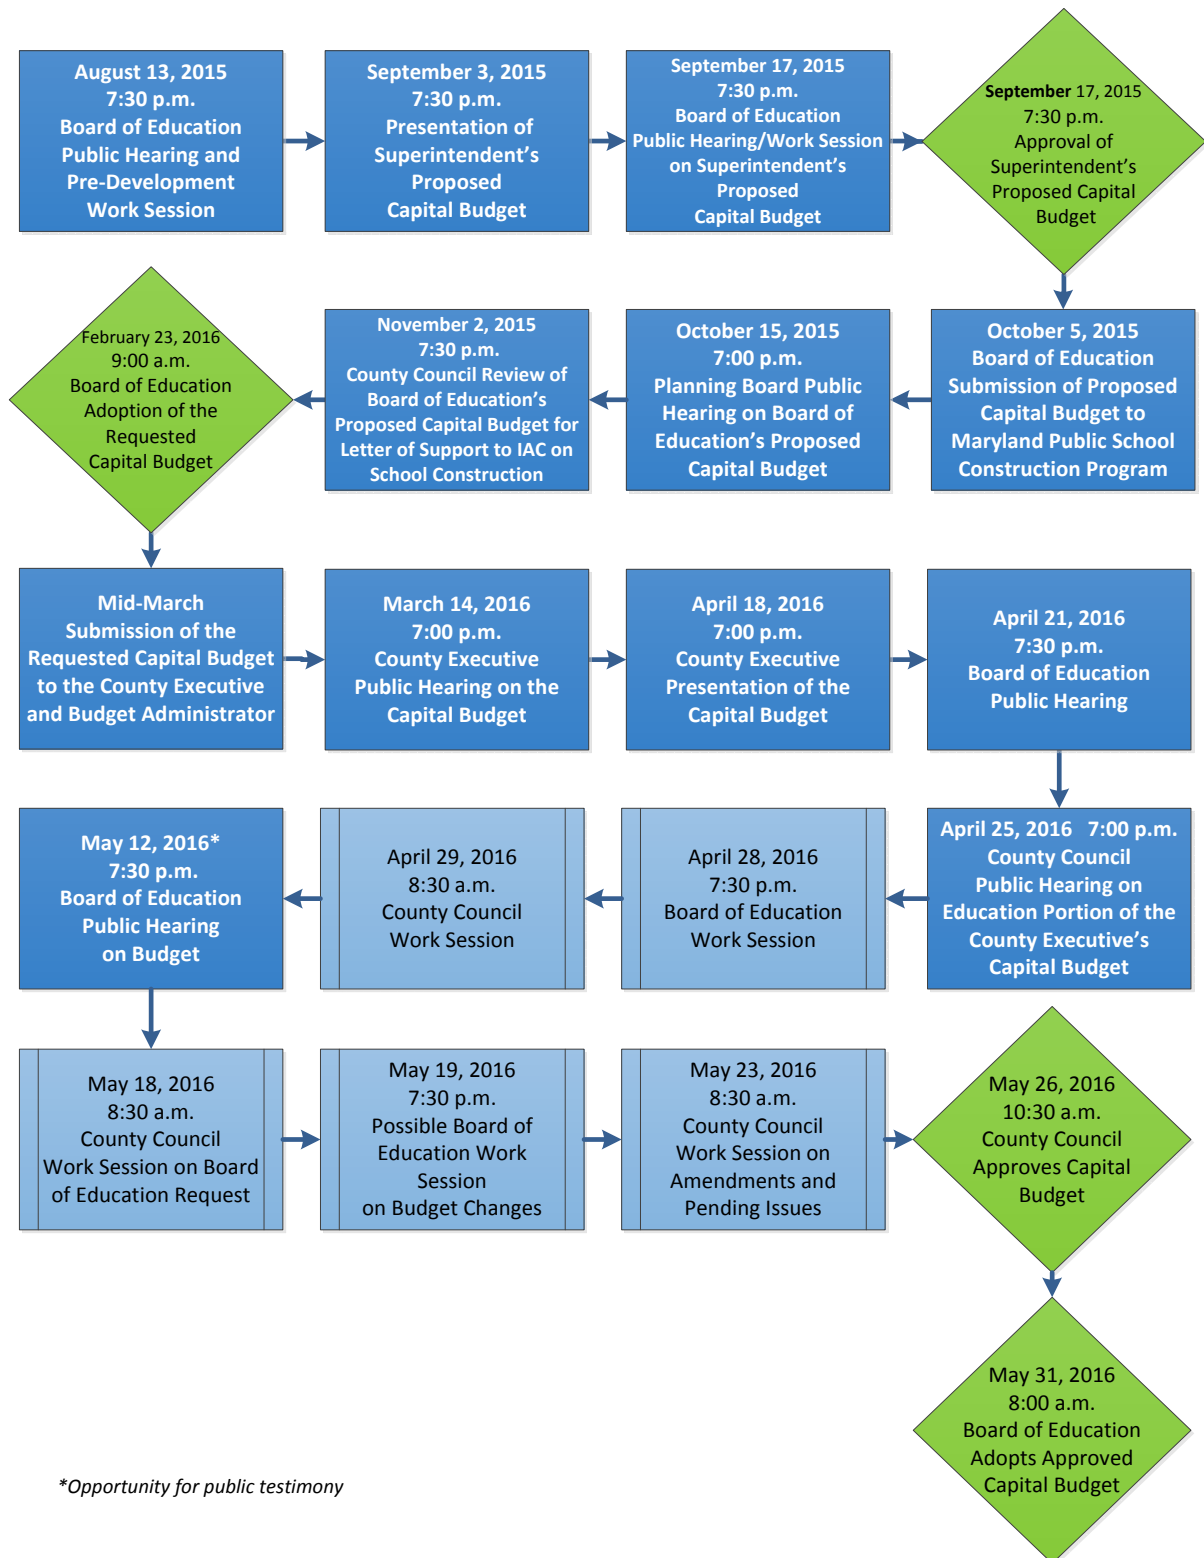 August 13, 2015
7:30 p.m.
Board of Education
Public Hearing and
Pre-Development
Work Session
September 3, 2015
7:30 p.m.
Presentation of
Superintendent’s
Proposed
Capital Budget
September 17, 2015
7:30 p.m.
Board of Education
Public Hearing/Work Session
on Superintendent’s
Proposed
Capital Budget
September 17, 2015
7:30 p.m.
Approval of
Superintendent’s
Proposed Capital
Budget
October 5, 2015
Board of Education
Submission of Proposed
Capital Budget to
Maryland Public School
Construction Program
October 15, 2015
7:00 p.m.
Planning Board Public
Hearing on Board of
Education’s Proposed
Capital Budget
November 2, 2015
7:30 p.m.
County Council Review of
Board of Education’s
Proposed Capital Budget for
Letter of Support to IAC on
School Construction
February 23, 2016
9:00 a.m.
Board of Education
Adoption of the
Requested
Capital Budget
Mid-March
Submission of the
Requested Capital Budget
to the County Executive
and Budget Administrator
March 14, 2016
7:00 p.m.
County Executive
Public Hearing on the
Capital Budget
April 18, 2016
7:00 p.m.
County Executive
Presentation of the
Capital Budget
April 21, 2016
7:30 p.m.
Board of Education
Public Hearing
April 25, 2016 7:00 p.m.
County Council
Public Hearing on
Education Portion of the
County Executive’s
Capital Budget
April 28, 2016
7:30 p.m.
Board of Education
Work Session
April 29, 2016
8:30 a.m.
County Council
Work Session
May 12, 2016*
7:30 p.m.
Board of Education
Public Hearing
on Budget
May 18, 2016
8:30 a.m.
County Council
Work Session on Board
of Education Request
May 19, 2016
7:30 p.m.
Possible Board of
Education Work
Session
on Budget Changes
May 23, 2016
8:30 a.m.
County Council
Work Session on
Amendments and
Pending Issues
May 26, 2016
10:30 a.m.
County Council
Approves Capital
Budget
May 31, 2016
8:00 a.m.
Board of Education
Adopts Approved
Capital Budget
*Opportunity for public testimony